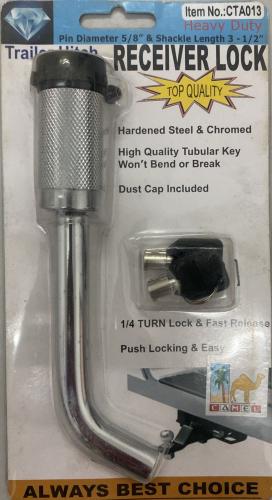 Item No.:CTA013
Heavy Duty
Pin Diameter 5/8" & Shackle Length 3 - 1/2"
Trailer Hitch
RECEIVER LOCK
TOP QUALITY
Hardened Steel & Chromed
High Quality Tubular Key
Won't Bend or Break
Dust Cap Included
1/4 TURN Lock & Fast Release
Push Locking & Easy
CAMEL
ALWAYS BEST CHOICE